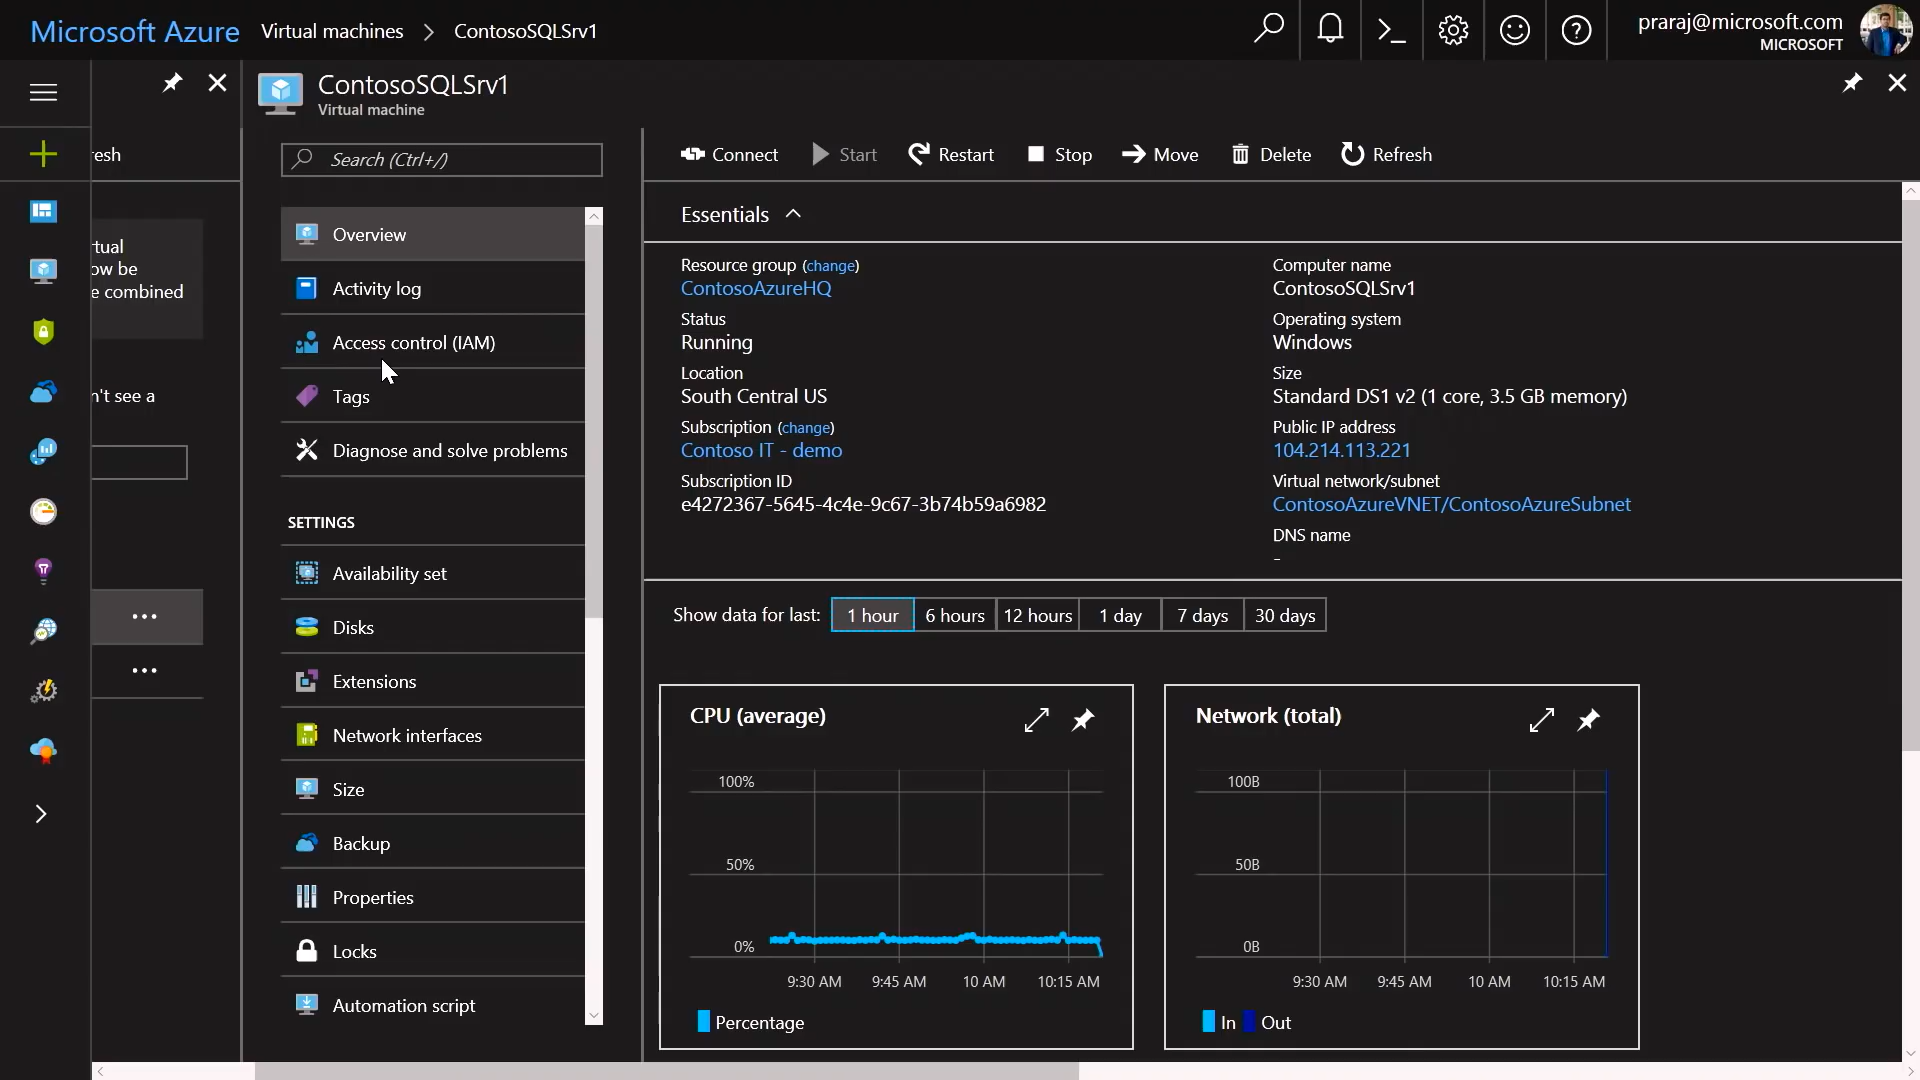 Microsoft Azure Virtual machines > ContosoSQLSrv1
praraj@microsoft.com
MICROSOFT
ContosoSQLSrv1
Virtual machine
esh
Search (Ctrl+/)
Connect Start Restart Stop Move Delete Refresh
tual
ow be
e combined
n't see a
Overview
Activity log
Access control (IAM)
Tags
Diagnose and solve problems
SETTINGS
Availability set
Disks
Extensions
Network interfaces
Size
Backup
Properties
Locks
Automation script
Essentials
Resource group (change)
ContosoAzureHQ
Status
Running
Location
South Central US
Subscription (change)
Contoso IT - demo
Subscription ID
e4272367-5645-4c4e-9c67-3b74b59a6982
Computer name
ContosoSQLSrv1
Operating system
Windows
Size
Standard DS1 v2 (1 core, 3.5 GB memory)
Public IP address
104.214.113.221
Virtual network/subnet
ContosoAzureVNET/ContosoAzureSubnet
DNS name
-
Show data for last: 1 hour 6 hours 12 hours 1 day 7 days 30 days
CPU (average)
100%
50%
0%
9:30 AM 9:45 AM 10 AM 10:15 AM
Percentage
Network (total)
100B
50B
0B
9:30 AM 9:45 AM 10 AM 10:15 AM
In Out